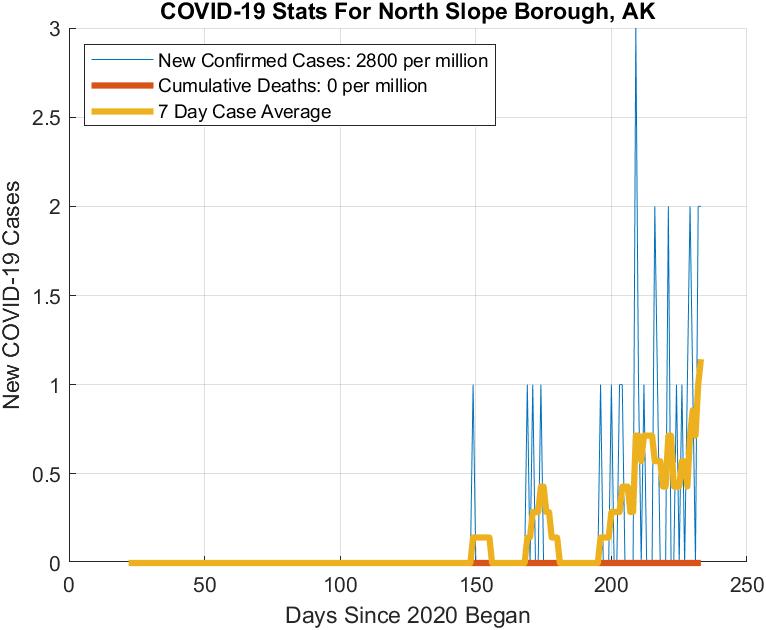 COVID-19 Stats For North Slope Borough, AK
New Confirmed Cases: 2800 per million
Cumulative Deaths: 0 per million
7 Day Case Average
New COVID-19 Cases
3
2.5
2
1.5
1
0.5
0
0 50 100 150 200 250
Days Since 2020 Began